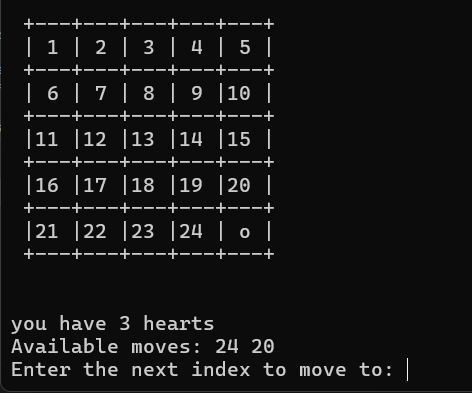 +---+---+---+---+---+
| 1 | 2 | 3 | 4 | 5 |
+---+---+---+---+---+
| 6 | 7 | 8 | 9 |10 |
+---+---+---+---+---+
|11 |12 |13 |14 |15 |
+---+---+---+---+---+
|16 |17 |18 |19 |20 |
+---+---+---+---+---+
|21 |22 |23 |24 | o |
+---+---+---+---+---+
you have 3 hearts
Available moves: 24 20
Enter the next index to move to: